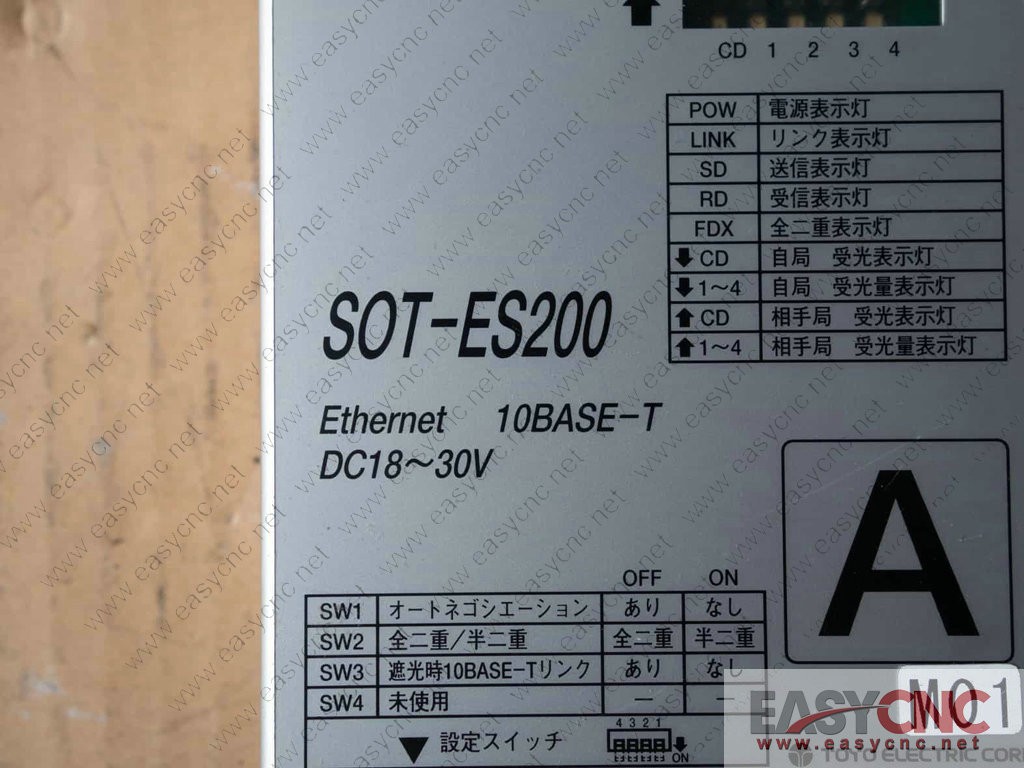 CD 1 2 3 4
POW 電源表示灯
LINK リンク表示灯
SD 送信表示灯
RD 受信表示灯
FDX 全二重表示灯
⬇CD 自局 受光表示灯
⬇1～4 自局 受光量表示灯
⬆CD 相手局 受光表示灯
⬆1～4 相手局 受光量表示灯
SOT-ES200
Ethernet 10BASE-T
DC18～30V
A
OFF ON
SW1 オートネゴシエーション あり なし
SW2 全二重/半二重 全二重 半二重
SW3 遮光時10BASE-Tリンク あり なし
SW4 未使用 －
▼設定スイッチ
4 3 2 1
ON
M01
EASYCNC
www.easycnc.net
TOYO ELECTRIC COR